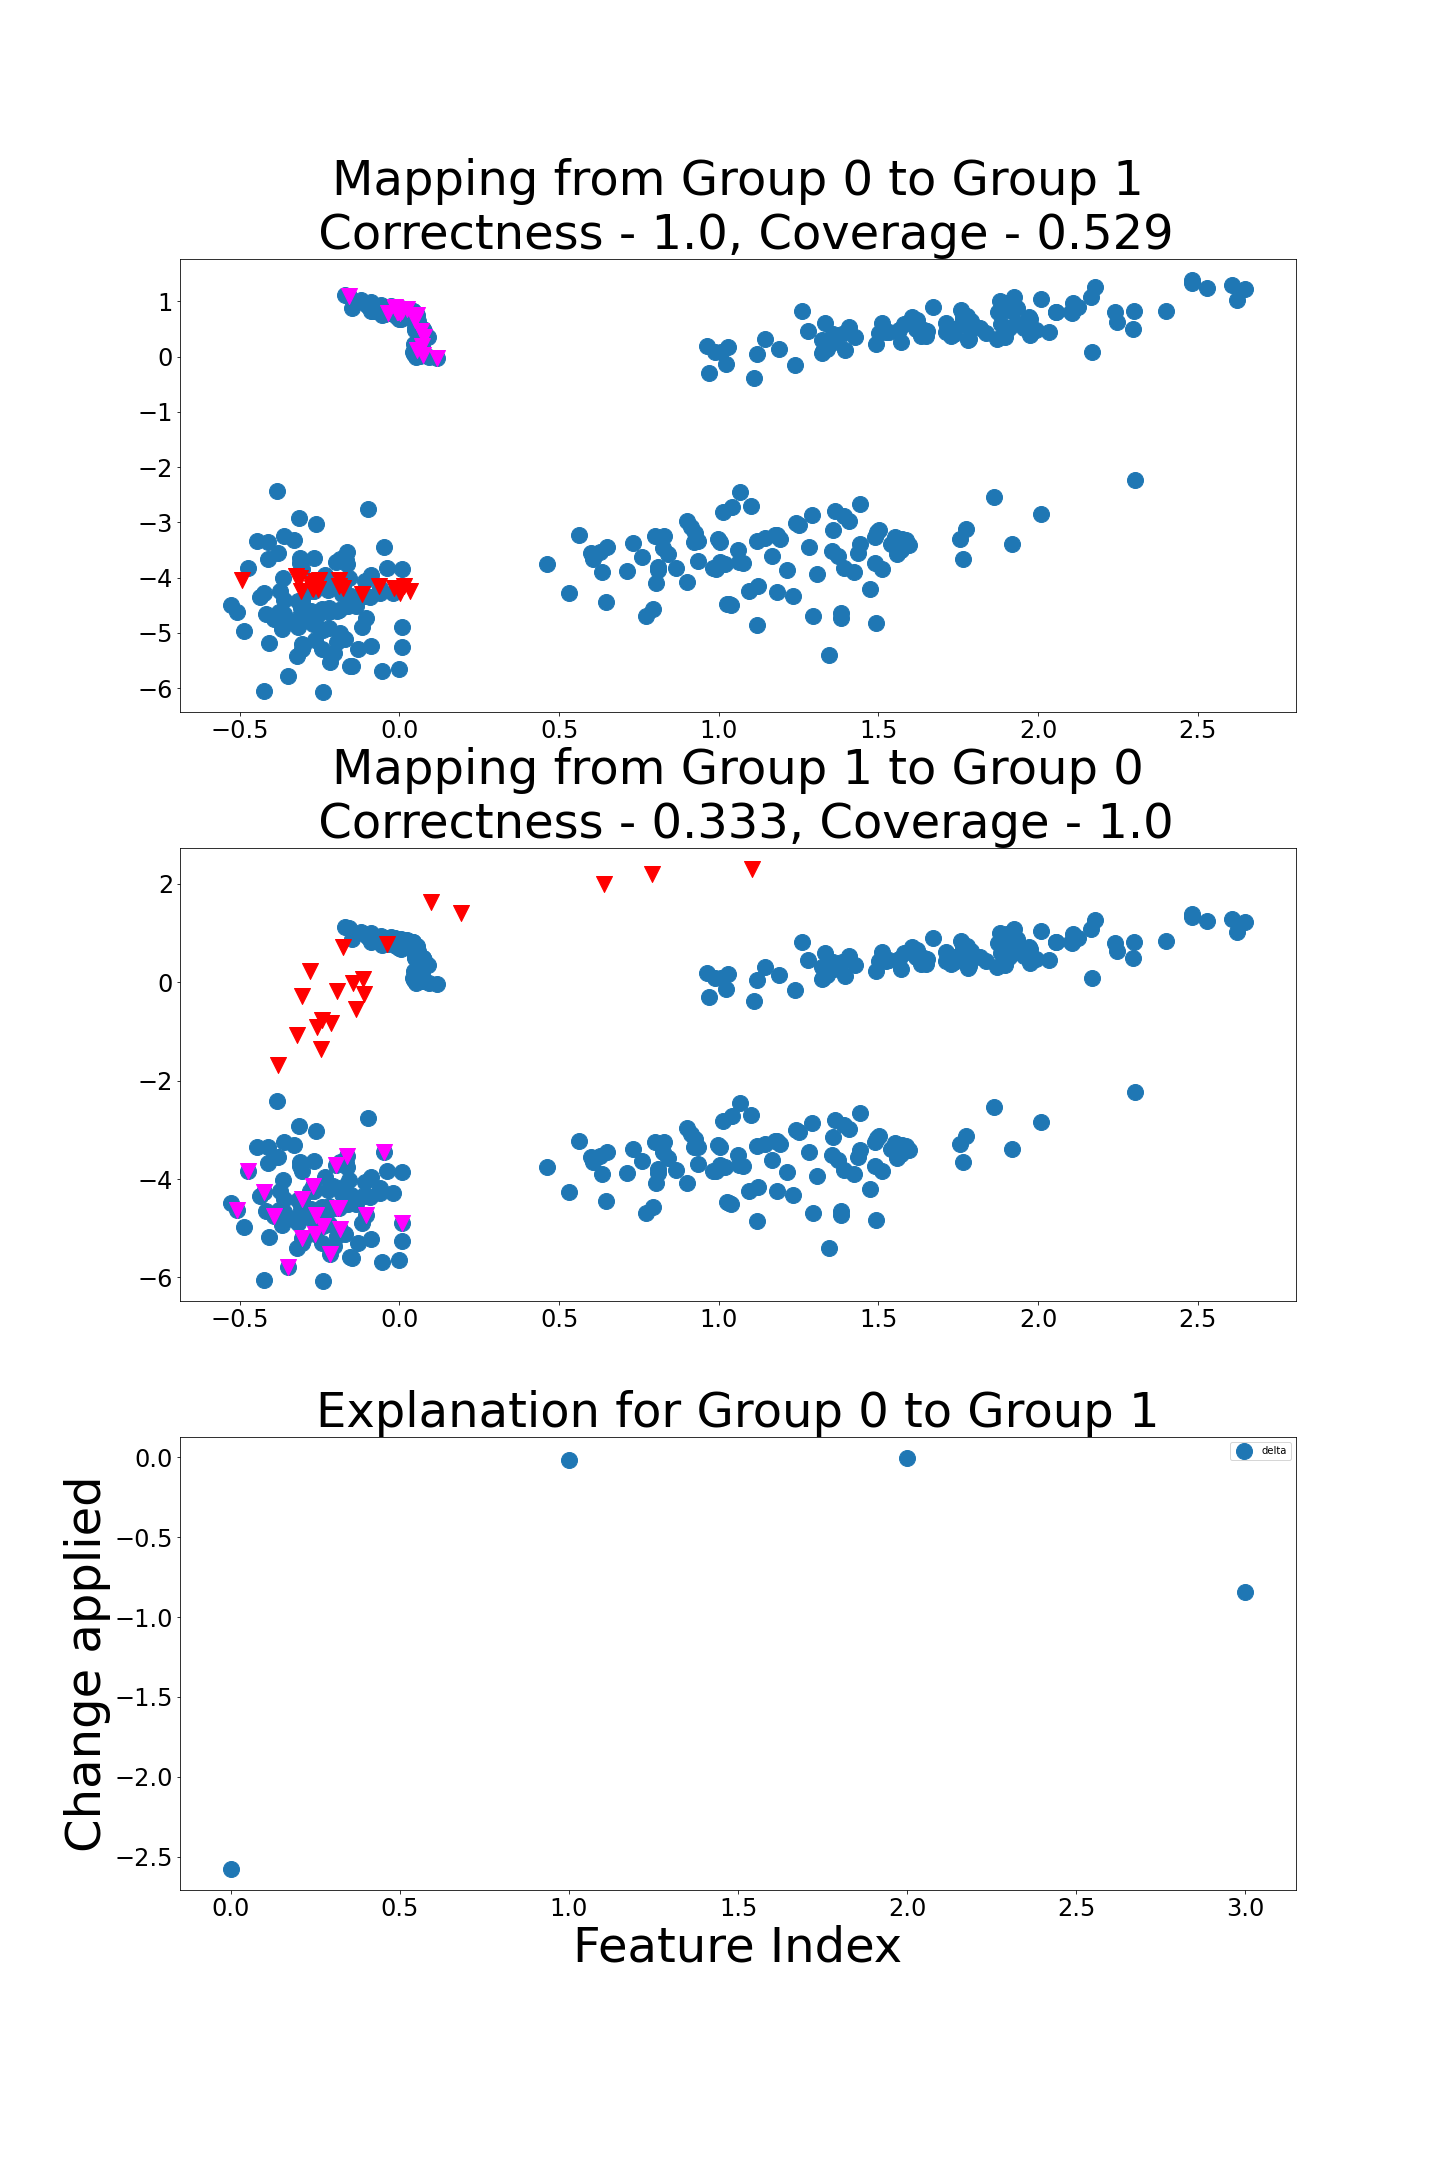 Mapping from Group 0 to Group 1
Correctness - 1.0, Coverage - 0.529
1
0
−1
−2
−3
−4
−5
−6
−0.5 0.0 0.5 1.0 1.5 2.0 2.5
Mapping from Group 1 to Group 0
Correctness - 0.333, Coverage - 1.0
2
0
−2
−4
−6
−0.5 0.0 0.5 1.0 1.5 2.0 2.5
Explanation for Group 0 to Group 1
delta
Change applied
0.0
−0.5
−1.0
−1.5
−2.0
−2.5
0.0 0.5 1.0 1.5 2.0 2.5 3.0
Feature Index